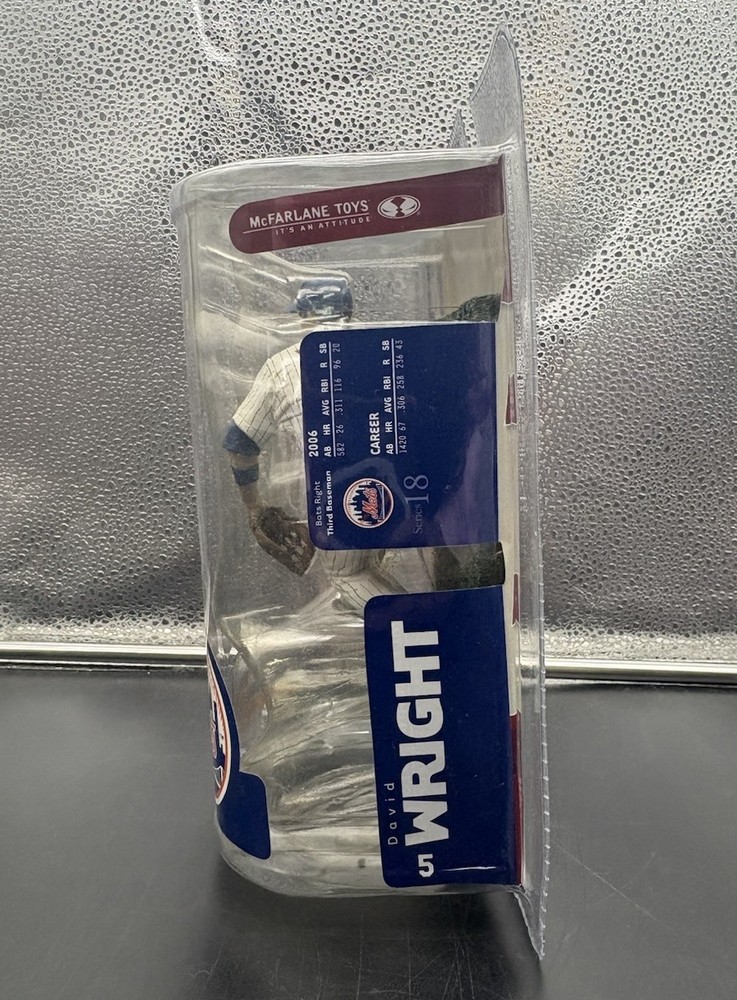 McFARLANE TOYS
IT'S AN ATTITUDE
Bats Right
Third Baseman
2006
AB HR AVG RBI R SB
582 26 .311 116 96 20
CAREER
AB HR AVG RBI R SB
1420 67 .306 258 236 43
Mets
Series 18
David
5 WRIGHT